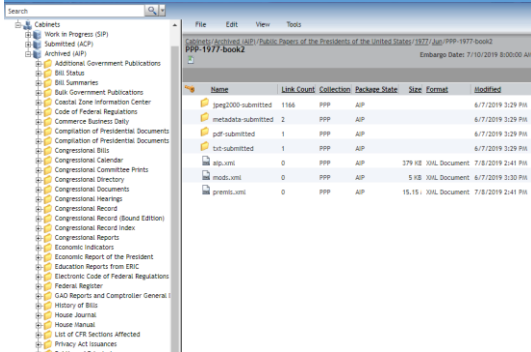 Search
Cabinets
Work in Progress (SIP)
Submitted (ACP)
Archived (AIP)
Additional Government Publications
Bill Status
Bill Summaries
Bulk Government Publications
Coastal Zone Information Center
Code of Federal Regulations
Commerce Business Daily
Compilation of Presidential Documents
Compilation of Presidential Documents
Congressional Bills
Congressional Calendar
Congressional Committee Prints
Congressional Directory
Congressional Documents
Congressional Hearings
Congressional Record
Congressional Record (Bound Edition)
Congressional Record Index
Congressional Reports
Economic Indicators
Economic Report of the President
Education Reports from ERIC
Electronic Code of Federal Regulations
Federal Register
GAO Reports and Comptroller General
History of Bills
House Journal
House Manual
List of CFR Sections Affected
Privacy Act Issuances
File Edit View Tools
Cabinets/Archived (AIP)/Public Papers of the Presidents of the United States/1977/Jun/PPP-1977-book2
PPP-1977-book2
Embargo Date: 7/10/2019 8:00:00 AM
Name Link Count Collection Package State Size Format Modified
jpeg2000-submitted 1166 PPP AIP 6/7/2019 3:29 PM
metadata-submitted 2 PPP AIP 6/7/2019 3:29 PM
pdf-submitted 1 PPP AIP 6/7/2019 3:29 PM
txt-submitted 1 PPP AIP 6/7/2019 3:29 PM
aip.xml 0 PPP AIP 379 KB XML Document 7/8/2019 2:41 PM
mods.xml 0 PPP AIP 5 KB XML Document 6/7/2019 3:30 PM
premis.xml 0 PPP AIP 15.15 XML Document 7/8/2019 2:41 PM